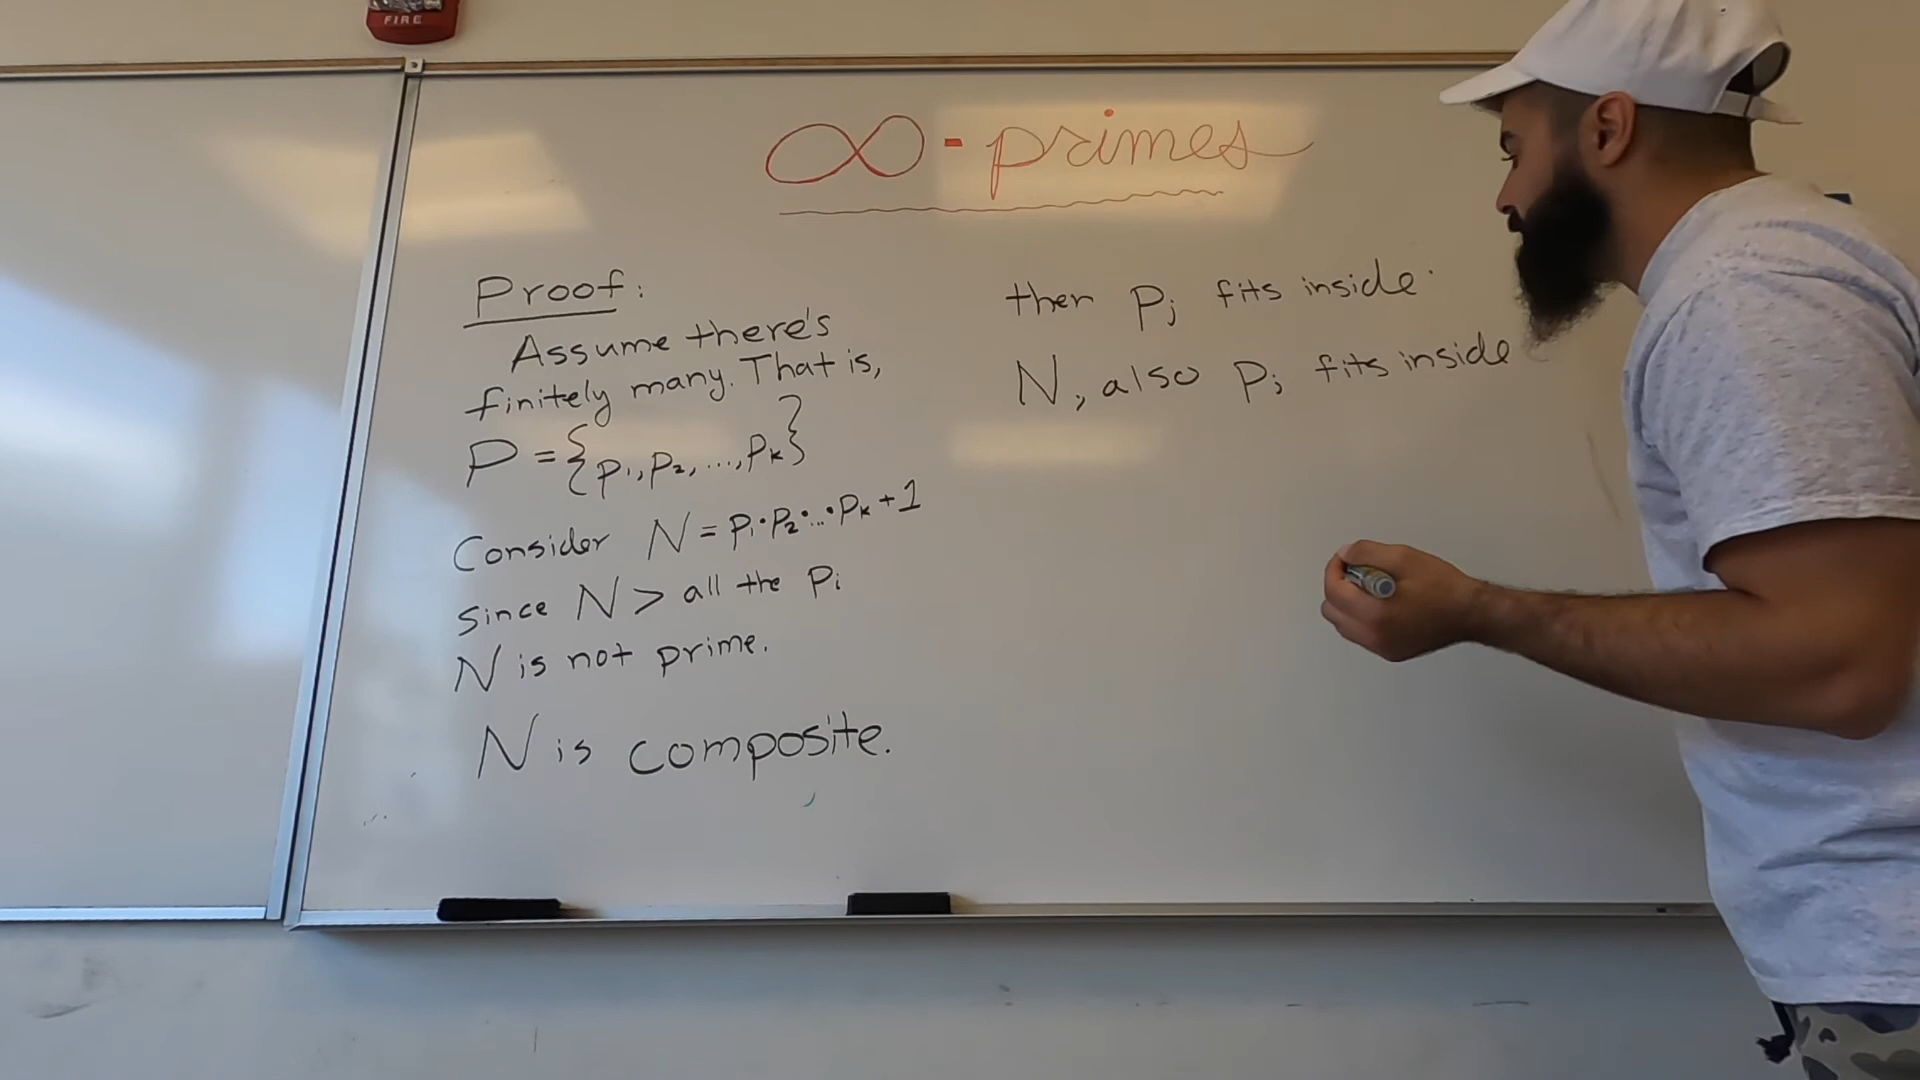 FIRE
∞-primes
Proof:
Assume there's
finitely many. That is,
P = {p₁, p₂, ..., pₖ}
Consider N = p₁·p₂·...·pₖ+1
since N > all the pᵢ
N is not prime.
N is composite.
then pⱼ fits inside
N, also pⱼ fits inside